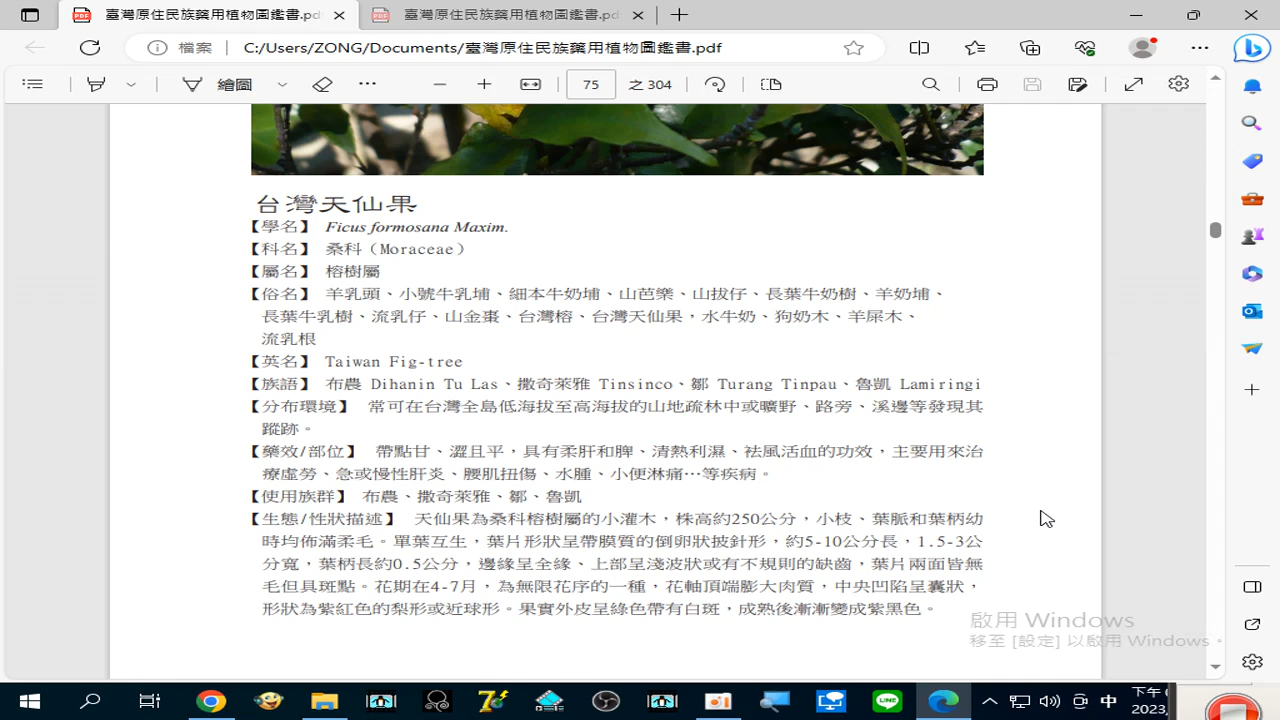 臺灣原住民族藥用植物圖鑑書.pdf
臺灣原住民族藥用植物圖鑑書.pdf
檔案
C:/Users/ZONG/Documents/臺灣原住民族藥用植物圖鑑書.pdf
繪圖
75
之 304
台灣天仙果
【學名】 Ficus formosana Maxim.
【科名】 桑科（Moraceae）
【屬名】 榕樹屬
【俗名】 羊乳頭、小號牛乳埔、細本牛奶埔、山芭樂、山拔仔、長葉牛奶樹、羊奶埔、
長葉牛乳樹、流乳仔、山金棗、台灣榕、台灣天仙果，水牛奶、狗奶木、羊屎木、
流乳根
【英名】 Taiwan Fig-tree
【族語】 布農 Dihanin Tu Las、撒奇萊雅 Tinsinco、鄒 Turang Tinpau、魯凱 Lamiringi
【分布環境】 常可在台灣全島低海拔至高海拔的山地疏林中或曠野、路旁、溪邊等發現其
蹤跡。
【藥效/部位】 帶點甘、澀且平，具有柔肝和脾、清熱利濕、袪風活血的功效，主要用來治
療虛勞、急或慢性肝炎、腰肌扭傷、水腫、小便淋痛…等疾病。
【使用族群】 布農、撒奇萊雅、鄒、魯凱
【生態/性狀描述】 天仙果為桑科榕樹屬的小灌木，株高約250公分，小枝、葉脈和葉柄幼
時均佈滿柔毛。單葉互生，葉片形狀呈帶膜質的倒卵狀披針形，約5-10公分長，1.5-3公
分寬，葉柄長約0.5公分，邊緣呈全緣、上部呈淺波狀或有不規則的缺齒，葉片兩面皆無
毛但具斑點。花期在4-7月，為無限花序的一種，花軸頂端膨大肉質，中央凹陷呈囊狀，
形狀為紫紅色的梨形或近球形。果實外皮呈綠色帶有白斑，成熟後漸漸變成紫黑色。
啟用 Windows
移至 [設定] 以啟用 Windows。
中
下午
2023